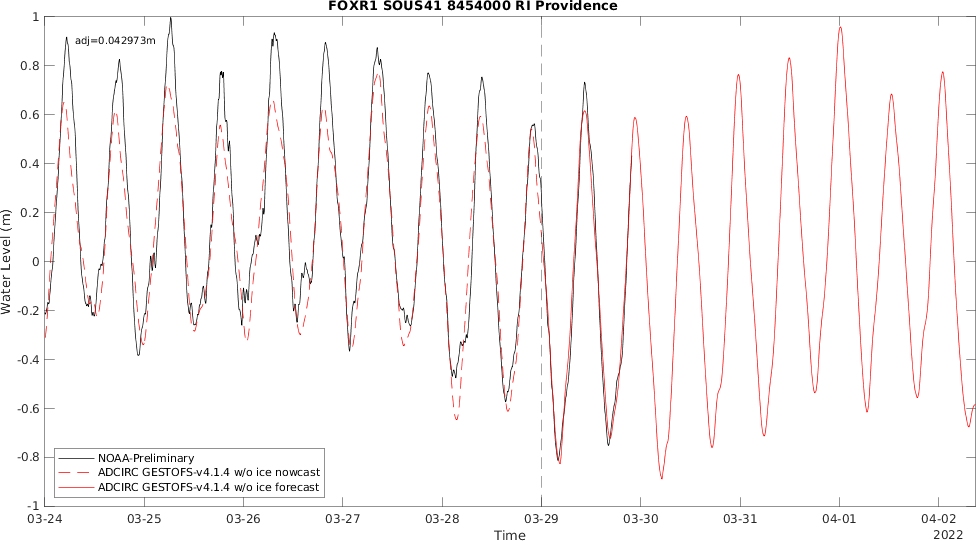 FOXR1 SOUS41 8454000 RI Providence
adj=0.042973m
1
0.8
0.6
0.4
0.2
0
-0.2
-0.4
-0.6
-0.8
-1
Water Level (m)
NOAA-Preliminary
ADCIRC GESTOFS-v4.1.4 w/o ice nowcast
ADCIRC GESTOFS-v4.1.4 w/o ice forecast
03-24 03-25 03-26 03-27 03-28 03-29 03-30 03-31 04-01 04-02
Time
2022